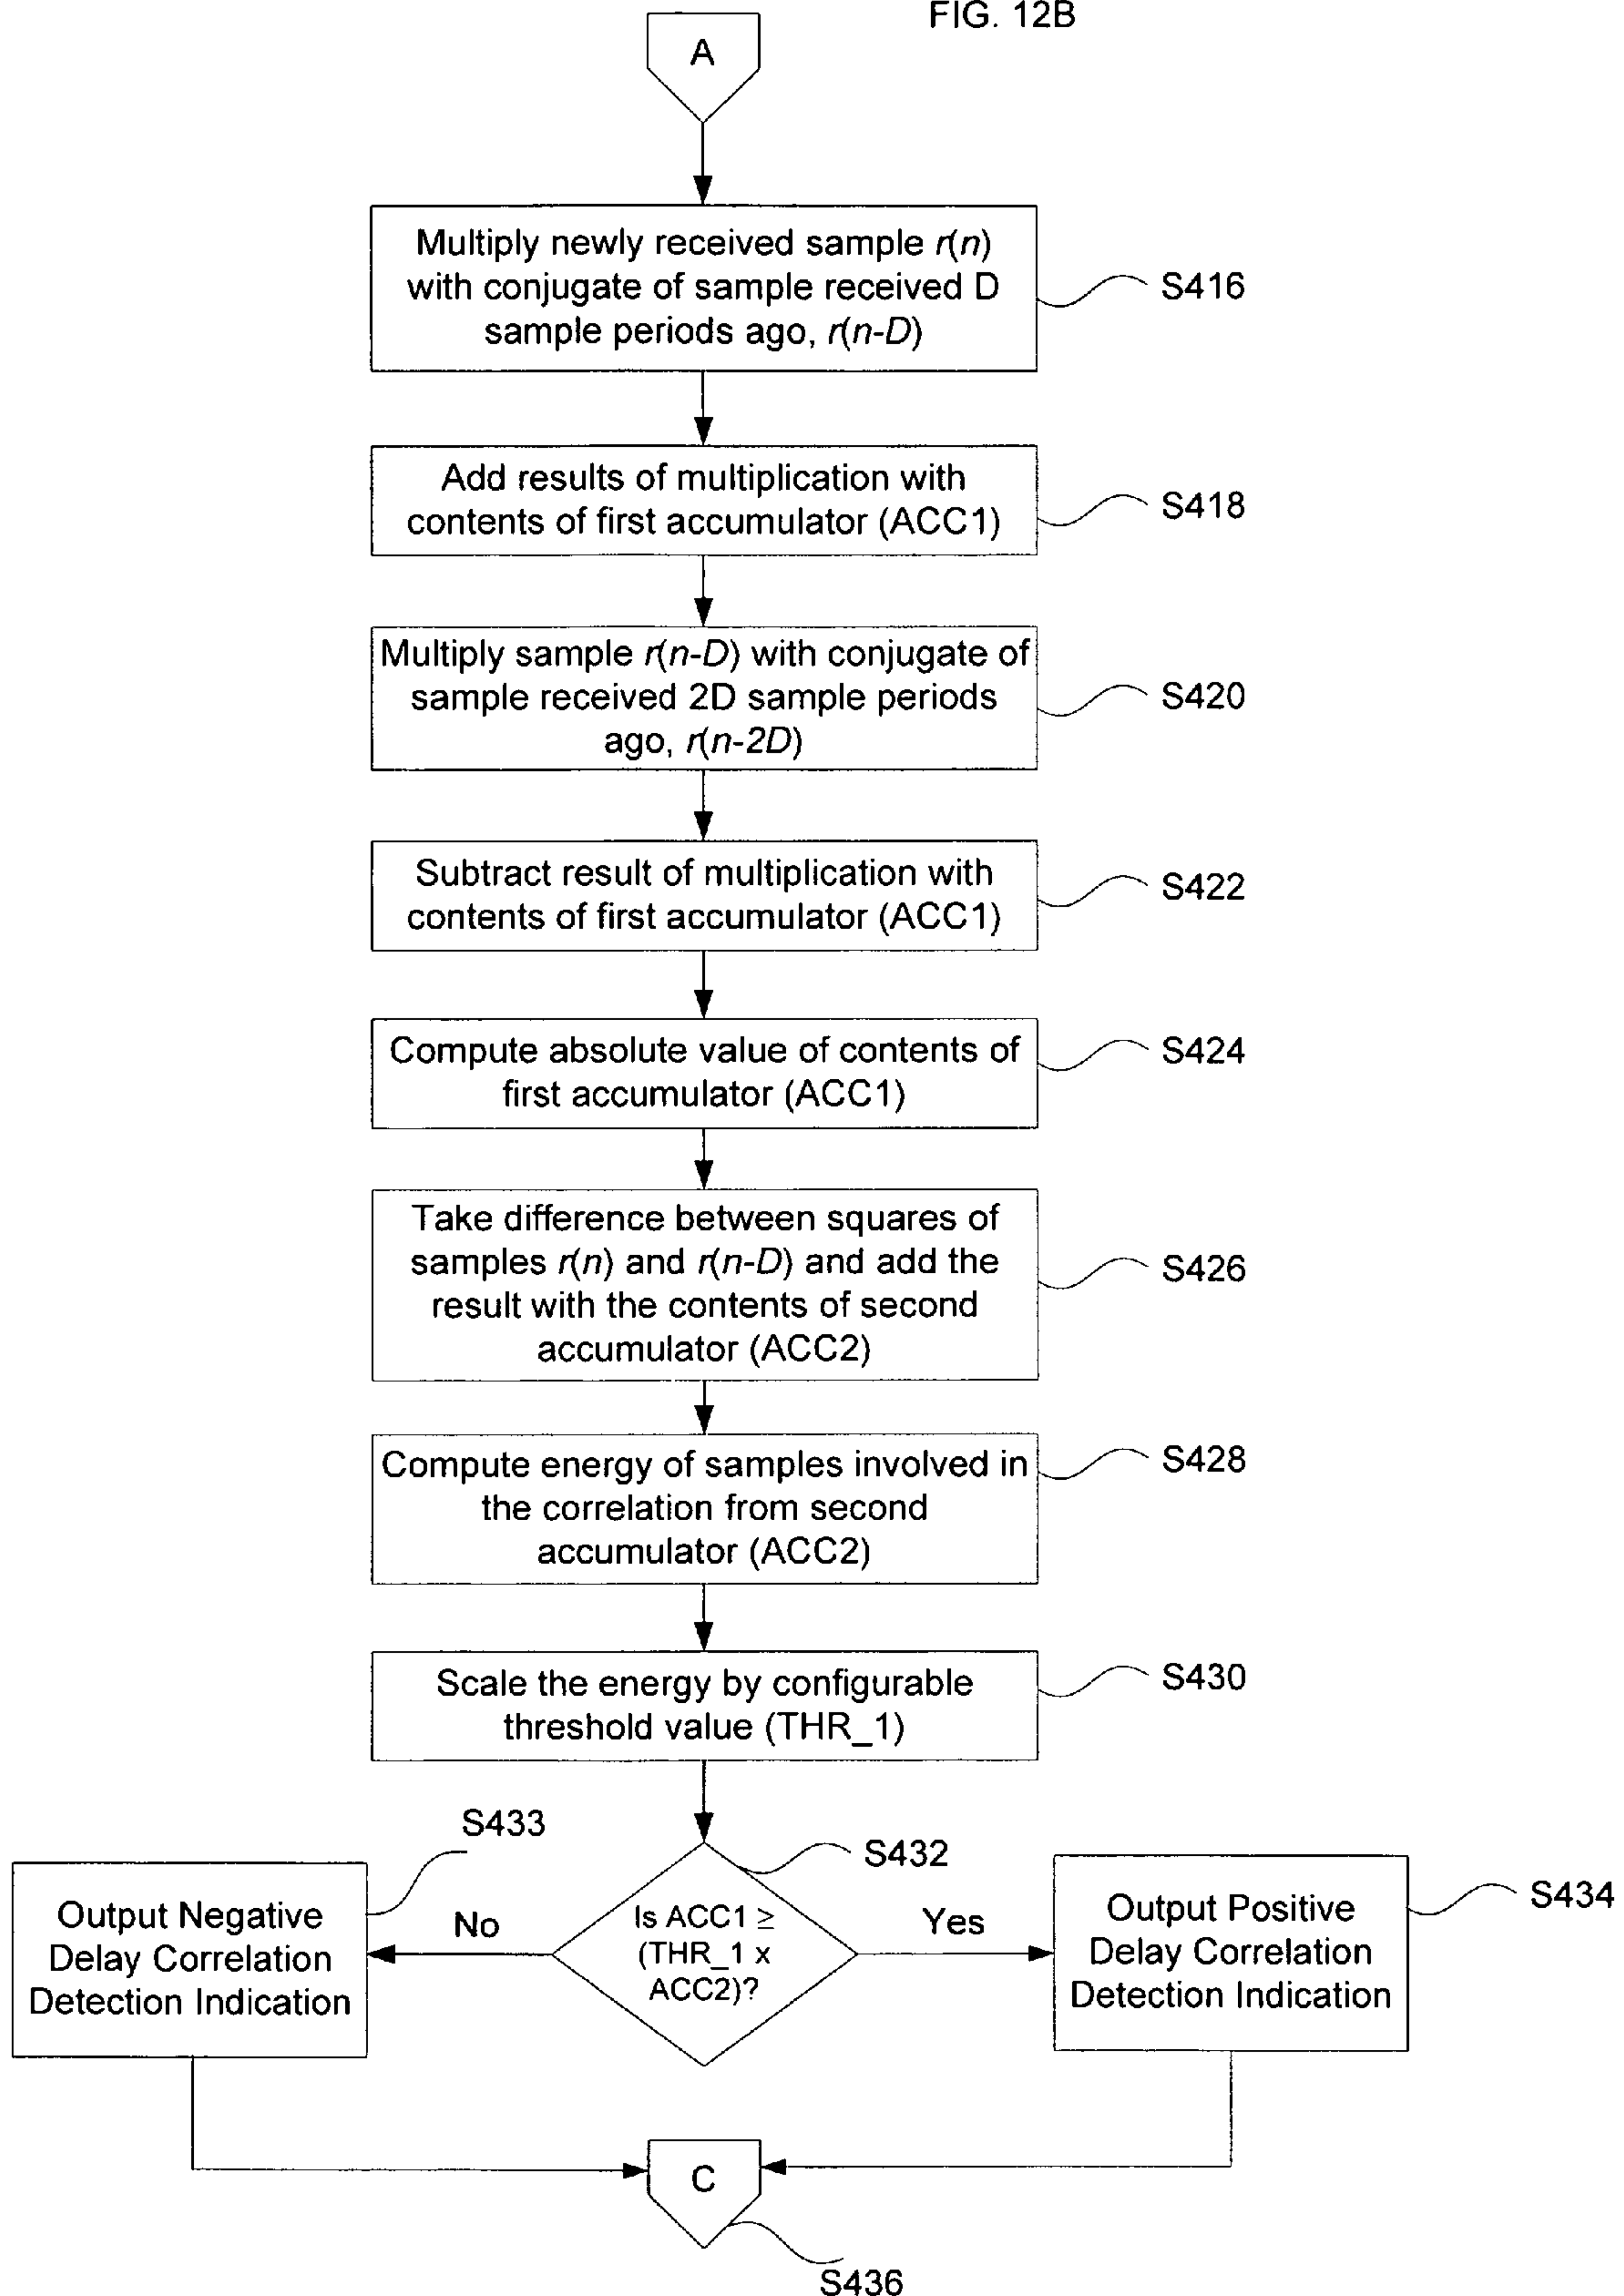 FIG. 12B
A
Multiply newly received sample r(n)
with conjugate of sample received D
sample periods ago, r(n-D)
S416
Add results of multiplication with
contents of first accumulator (ACC1)
S418
Multiply sample r(n-D) with conjugate of
sample received 2D sample periods
ago, r(n-2D)
S420
Subtract result of multiplication with
contents of first accumulator (ACC1)
S422
Compute absolute value of contents of
first accumulator (ACC1)
S424
Take difference between squares of
samples r(n) and r(n-D) and add the
result with the contents of second
accumulator (ACC2)
S426
Compute energy of samples involved in
the correlation from second
accumulator (ACC2)
S428
Scale the energy by configurable
threshold value (THR_1)
S430
S433
Output Negative
Delay Correlation
Detection Indication
No
S432
Is ACC1 ≥
(THR_1 x
ACC2)?
Yes
Output Positive
Delay Correlation
Detection Indication
S434
C
S436